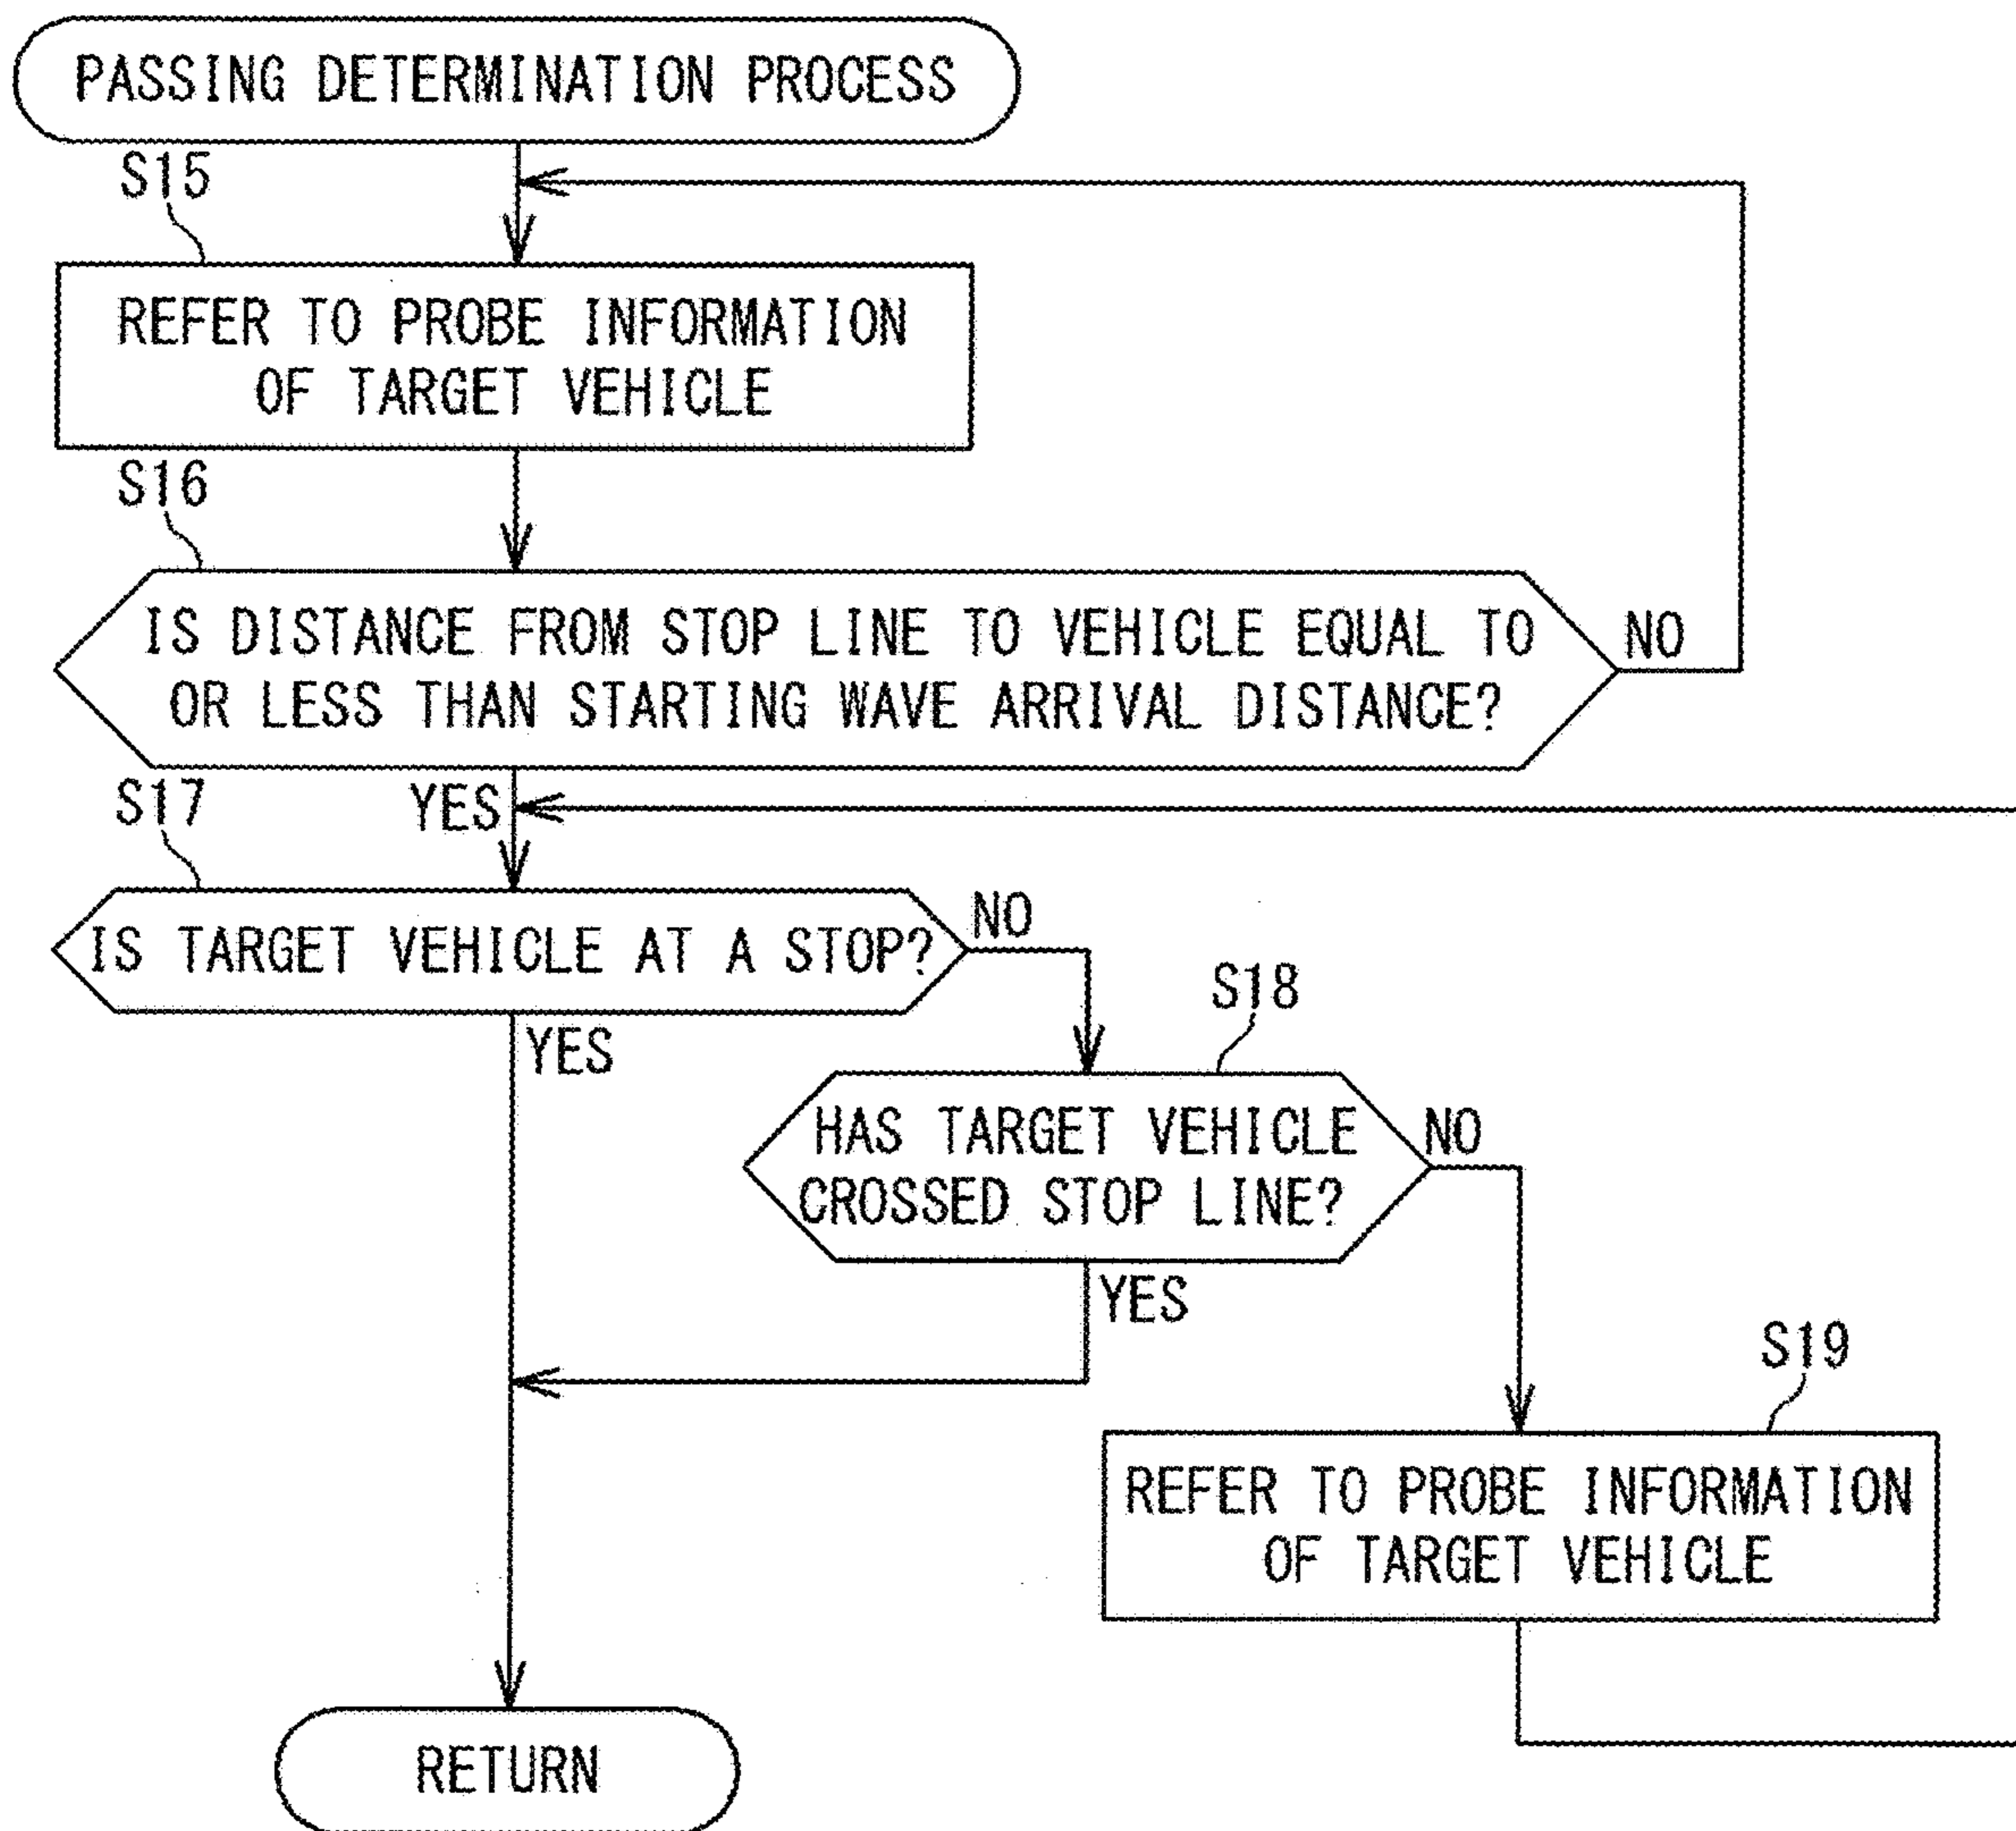 PASSING DETERMINATION PROCESS
S15
REFER TO PROBE INFORMATION
OF TARGET VEHICLE
S16
IS DISTANCE FROM STOP LINE TO VEHICLE EQUAL TO
OR LESS THAN STARTING WAVE ARRIVAL DISTANCE?
NO
YES
S17
IS TARGET VEHICLE AT A STOP?
NO
YES
S18
HAS TARGET VEHICLE
CROSSED STOP LINE?
NO
YES
S19
REFER TO PROBE INFORMATION
OF TARGET VEHICLE
RETURN